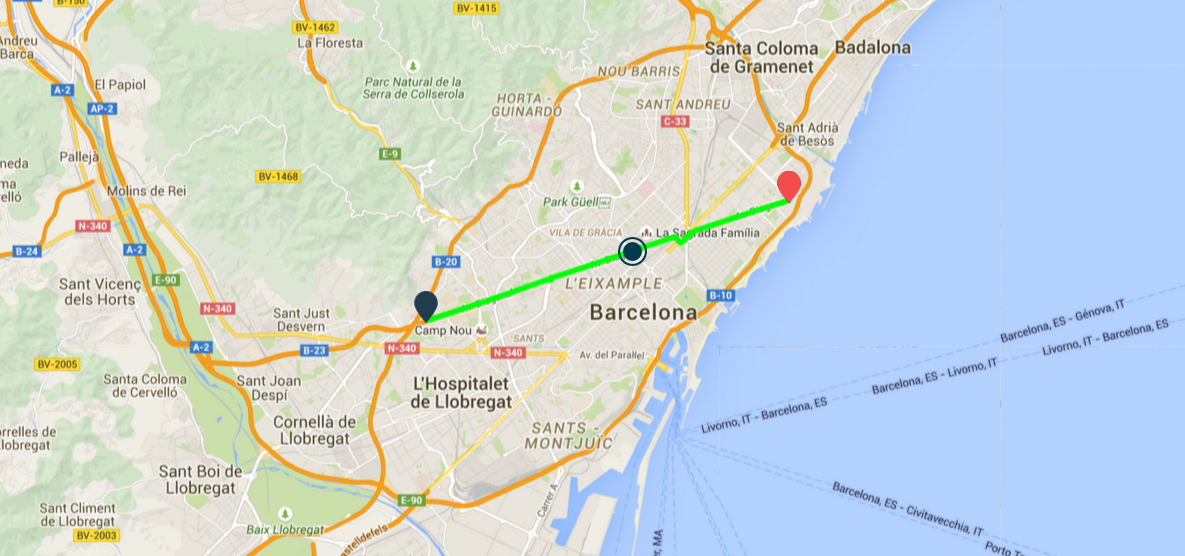 B-150
BV-1415
BV-1462
La Floresta
Andreu
Barca
Santa Coloma
de Gramenet
Badalona
A-2
El Papiol
Parc Natural de la
Serra de Collserola
NOU BARRIS
AP-2
HORTA -
GUINARDÓ
SANT ANDREU
C-33
Sant Adrià
de Besòs
Pallejà
E-9
BV-1468
Molins de Rei
Park Güell
N-340
VILA DE GRÀCIA
La Sagrada Família
B-24
A-2
B-20
E-90
L'EIXAMPLE
Sant Vicenç
dels Horts
B-10
N-340
Barcelona
Sant Just
Desvern
Camp Nou
Barcelona, ES - Génova, IT
SANTS
Livorno, IT - Barcelona, ES
A-2
B-23
N-340
N-340
Av. del Paral·lel
BV-2005
Santa Coloma
de Cervelló
Sant Joan
Despí
L'Hospitalet
de Llobregat
Barcelona, ES - Livorno, IT
Livorno, IT - Barcelona, ES
Cornellà de
Llobregat
SANTS -
MONTJUÏC
Sant Boi de
Llobregat
Carrer A
E-90
Barcelona, ES - Civitavecchia, IT
Sant Climent
de Llobregat
Baix Llobregat
BV-2003